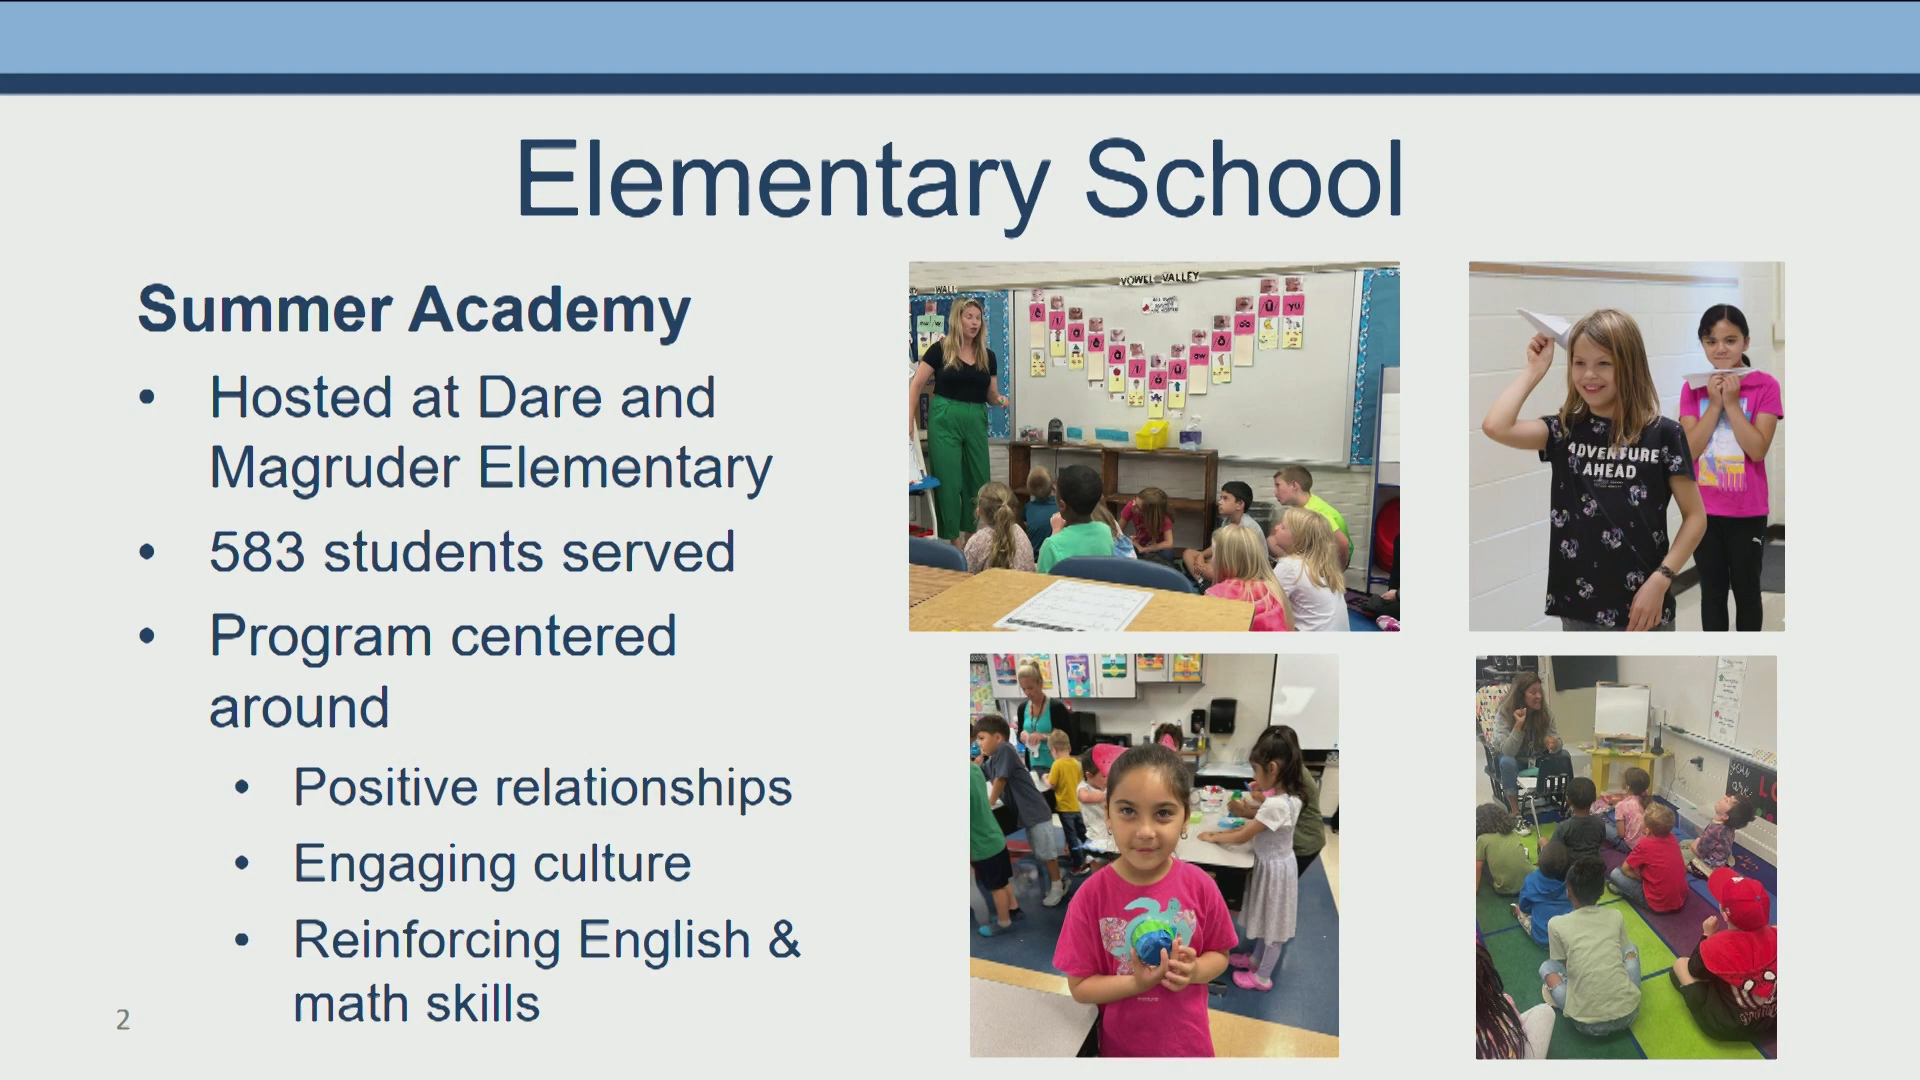 Elementary School
Summer Academy
• Hosted at Dare and
Magruder Elementary
• 583 students served
• Program centered
around
• Positive relationships
• Engaging culture
• Reinforcing English &
math skills
2
VOWEL VALLEY
WALL
ADVENTURE
AHEAD